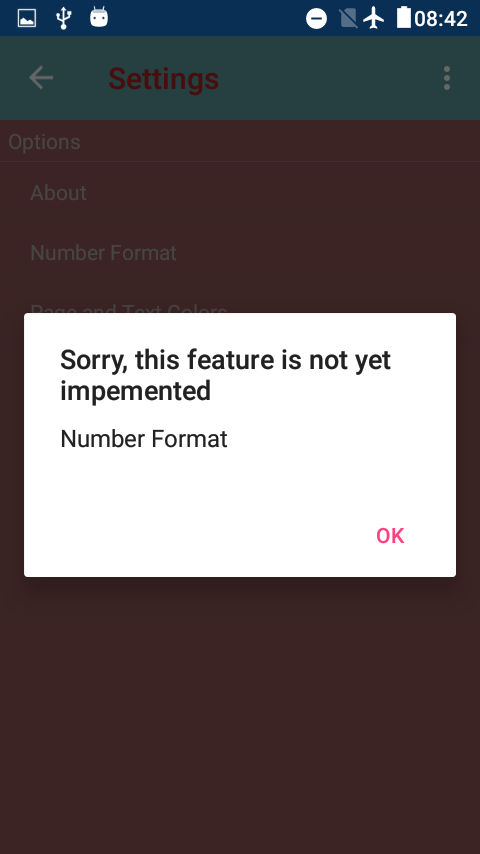 08:42
Settings
Options
About
Number Format
Page and Text Colors
Sorry, this feature is not yet
impemented
Number Format
OK